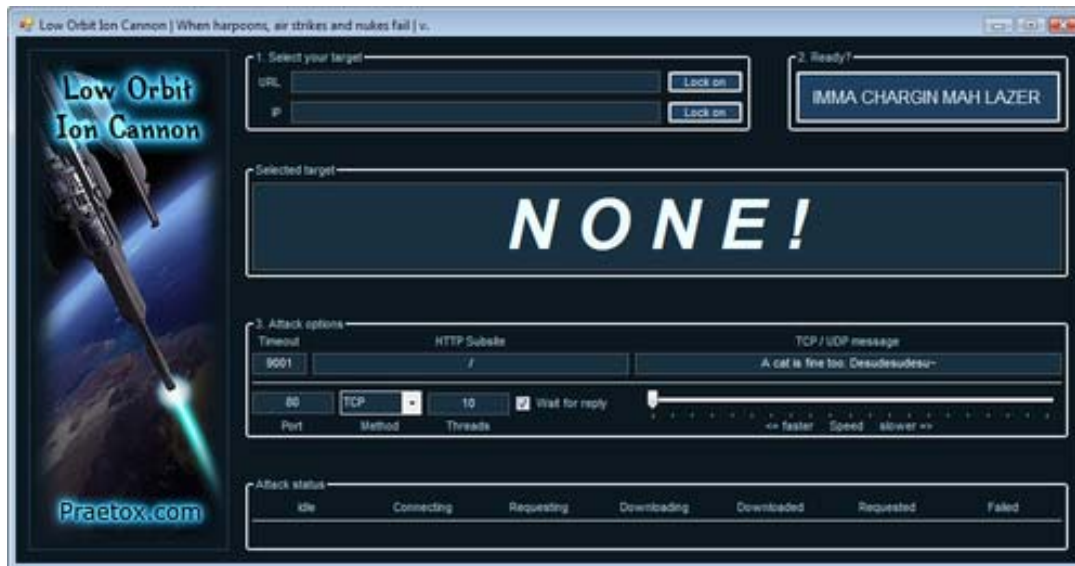 Low Orbit Ion Cannon | When harpoons, air strikes and nukes fail | v.
Low Orbit
Ion Cannon
Praetox.com
1. Select your target
URL
Lock on
IP
Lock on
2. Ready?
IMMA CHARGIN MAH LAZER
Selected target
NONE!
3. Attack options
Timeout
HTTP Subsite
TCP / UDP message
9001
/
A cat is fine too. Desudesudesu~
80
TCP
10
Wait for reply
Port
Method
Threads
<= faster Speed slower =>
Attack status
Idle
Connecting
Requesting
Downloading
Downloaded
Requested
Failed